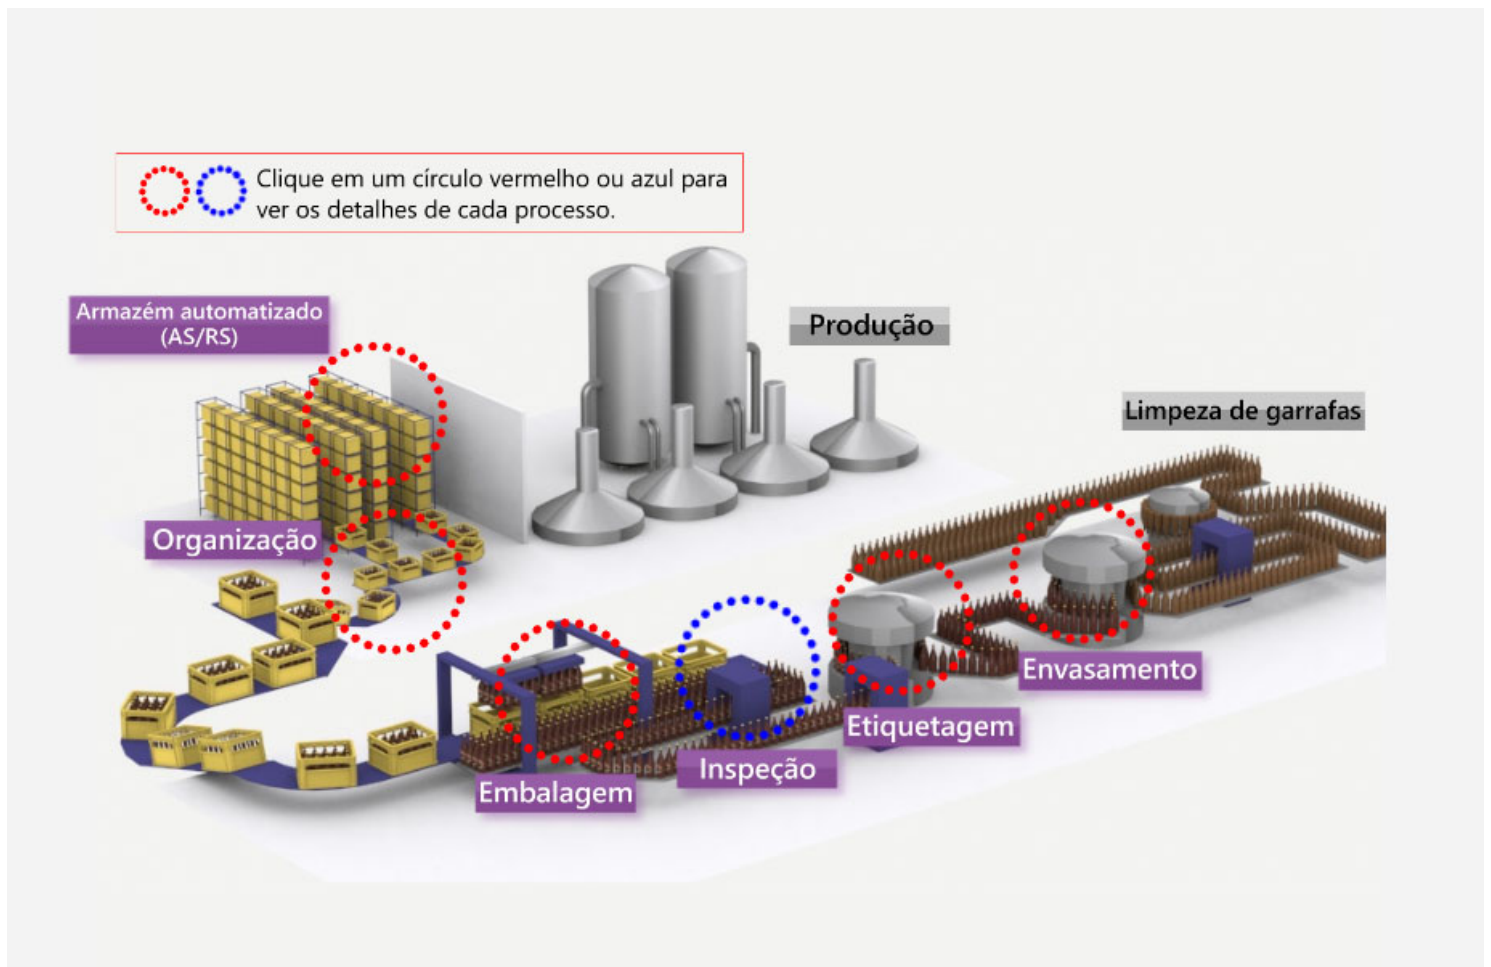 Clique em um círculo vermelho ou azul para
ver os detalhes de cada processo.
Armazém automatizado
(AS/RS)
Produção
Limpeza de garrafas
Organização
Envasamento
Etiquetagem
Inspeção
Embalagem